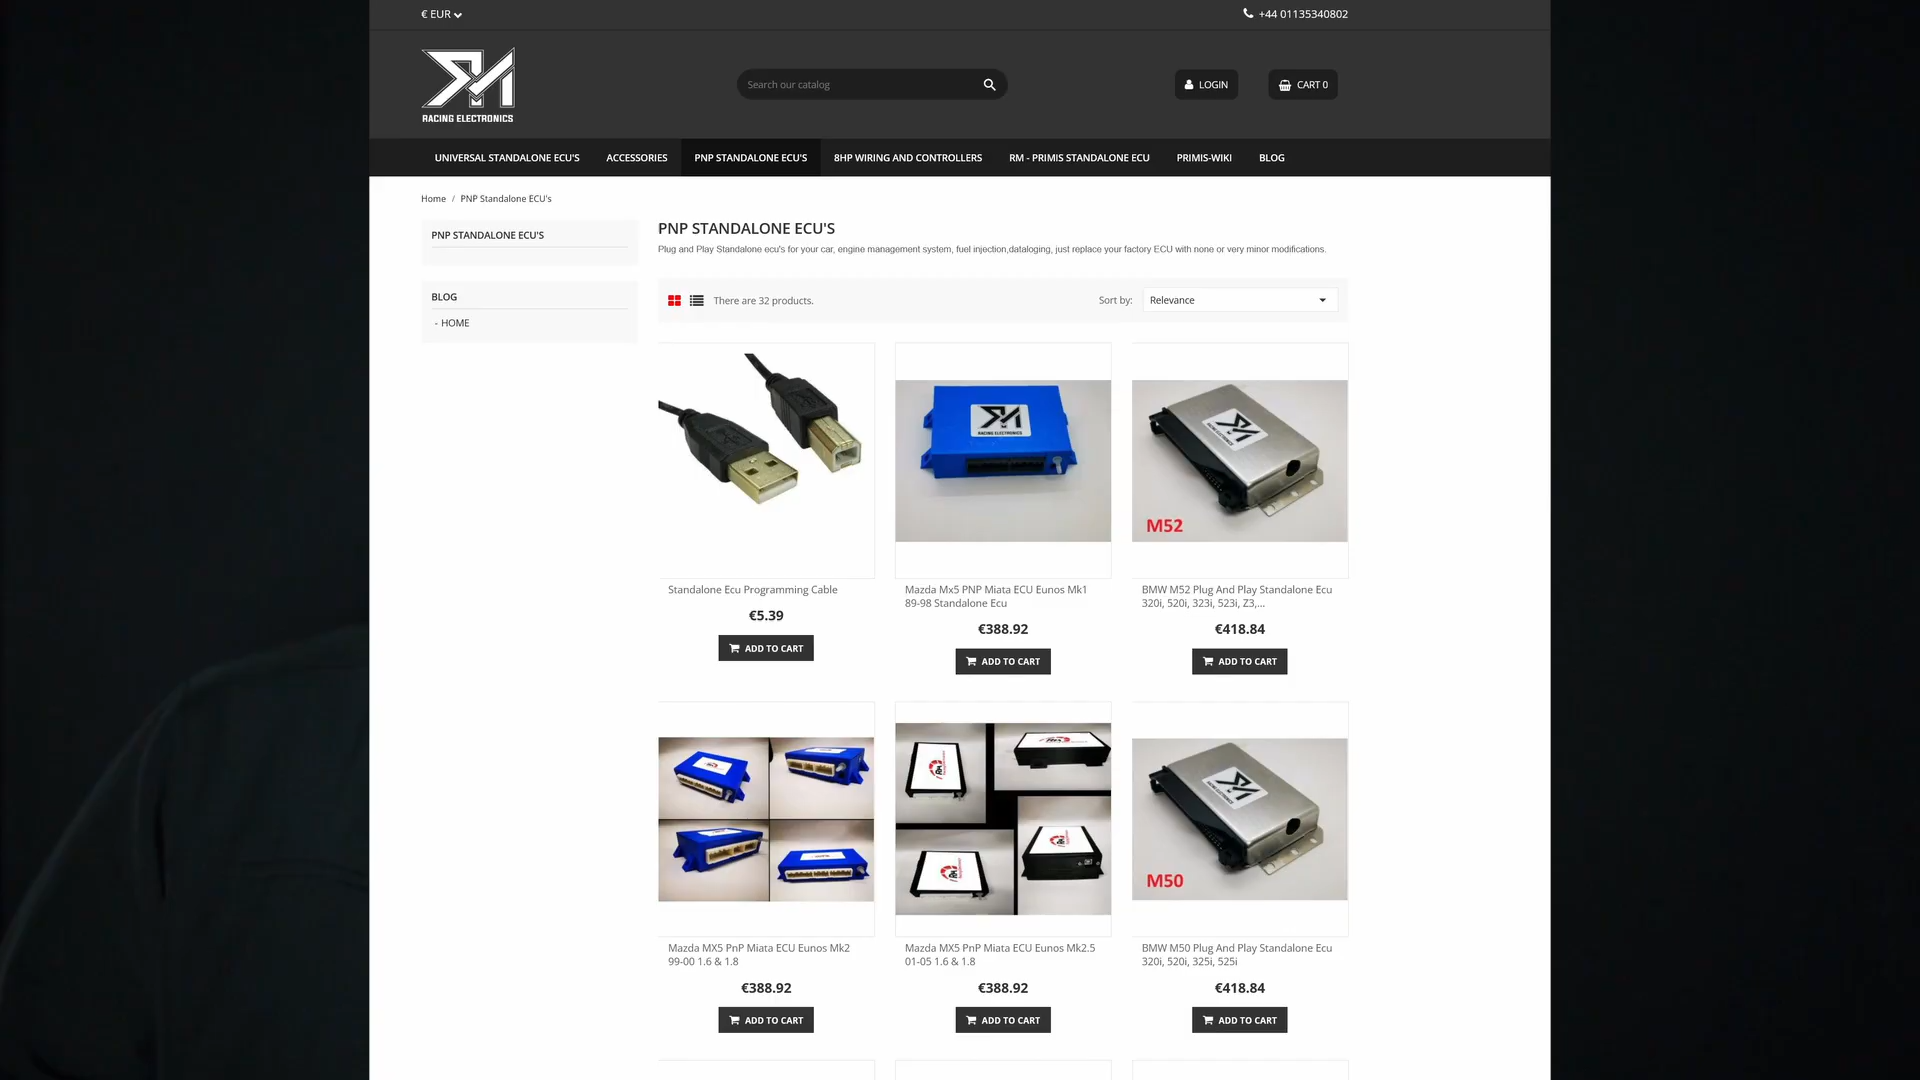 € EUR
+44 01135340802
RACING ELECTRONICS
Search our catalog
LOGIN
CART 0
UNIVERSAL STANDALONE ECU'S
ACCESSORIES
PNP STANDALONE ECU'S
8HP WIRING AND CONTROLLERS
RM - PRIMIS STANDALONE ECU
PRIMIS-WIKI
BLOG
Home / PNP Standalone ECU's
PNP STANDALONE ECU'S
BLOG
- HOME
PNP STANDALONE ECU'S
Plug and Play Standalone ecu's for your car, engine management system, fuel injection,dataloging, just replace your factory ECU with none or very minor modifications.
There are 32 products.
Sort by:
Relevance
RACING ELECTRONICS
M52
Standalone Ecu Programming Cable
€5.39
ADD TO CART
Mazda Mx5 PNP Miata ECU Eunos Mk1
89-98 Standalone Ecu
€388.92
ADD TO CART
BMW M52 Plug And Play Standalone Ecu
320i, 520i, 323i, 523i, Z3,...
€418.84
ADD TO CART
M50
Mazda MX5 PnP Miata ECU Eunos Mk2
99-00 1.6 & 1.8
€388.92
ADD TO CART
Mazda MX5 PnP Miata ECU Eunos Mk2.5
01-05 1.6 & 1.8
€388.92
ADD TO CART
BMW M50 Plug And Play Standalone Ecu
320i, 520i, 325i, 525i
€418.84
ADD TO CART